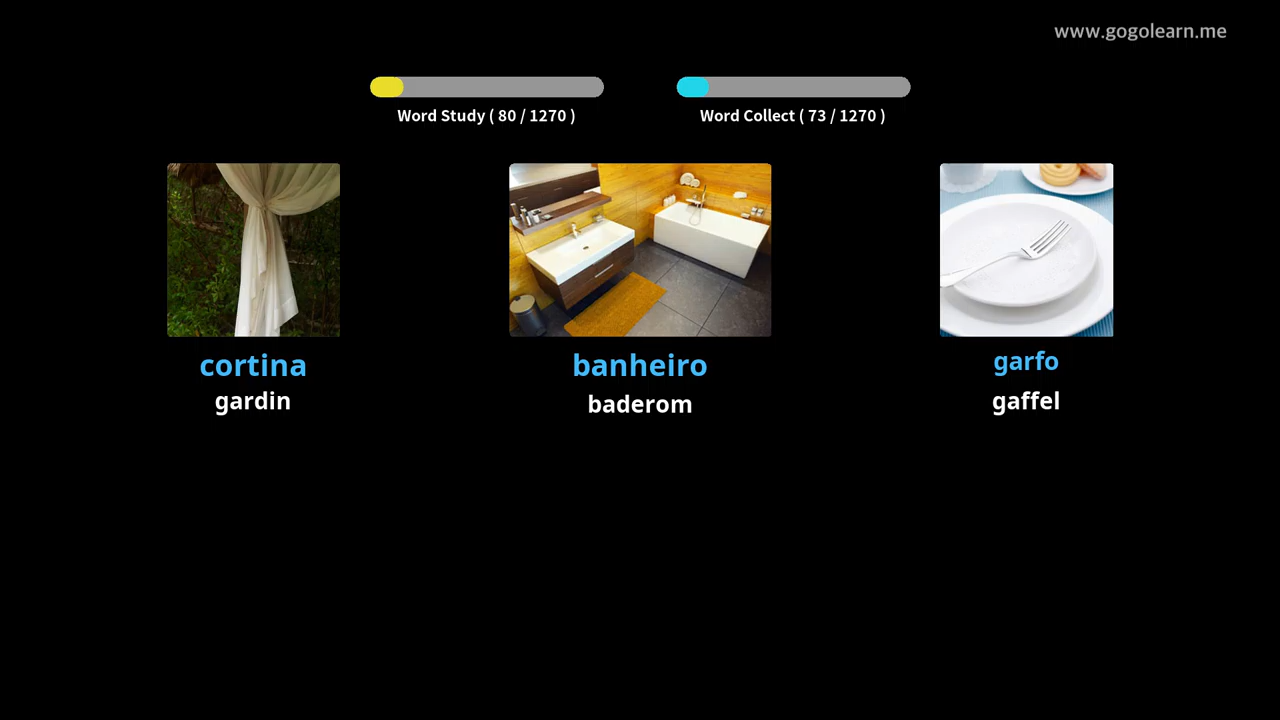 www.gogolearn.me
Word Study ( 80 / 1270 )
Word Collect ( 73 / 1270 )
cortina
gardin
banheiro
baderom
garfo
gaffel